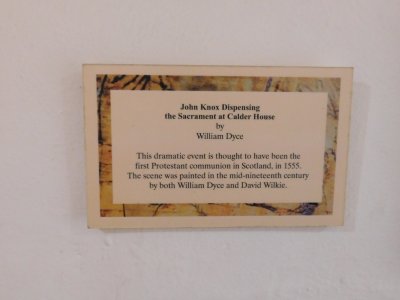 John Knox Dispensing
the Sacrament at Calder House
by
William Dyce
This dramatic event is thought to have been the
first Protestant communion in Scotland, in 1555.
The scene was painted in the mid-nineteenth century
by both William Dyce and David Wilkie.